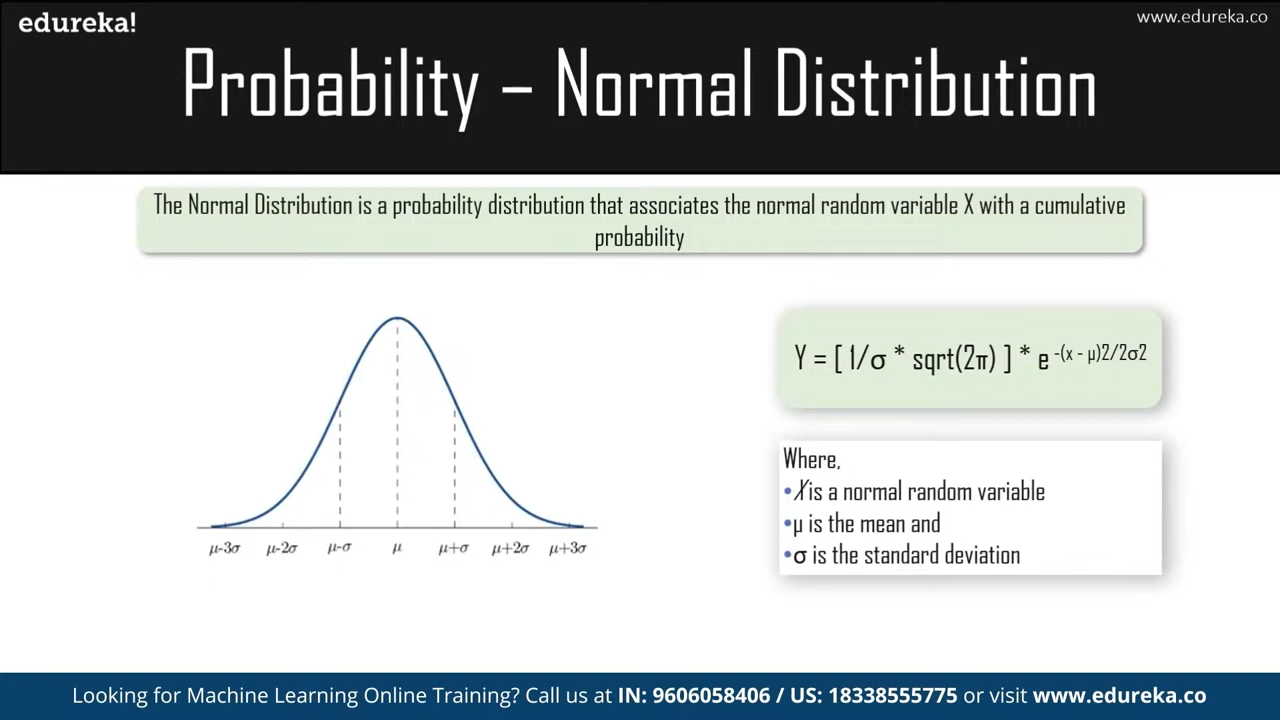 edureka!
www.edureka.co
Probability – Normal Distribution
The Normal Distribution is a probability distribution that associates the normal random variable X with a cumulative
probability
Y = [ 1/σ * sqrt(2π) ] * e -(x - μ)2/2σ2
Where,
•X is a normal random variable
•μ is the mean and
•σ is the standard deviation
μ-3σ μ-2σ μ-σ μ μ+σ μ+2σ μ+3σ
Looking for Machine Learning Online Training? Call us at IN: 9606058406 / US: 18338555775 or visit www.edureka.co